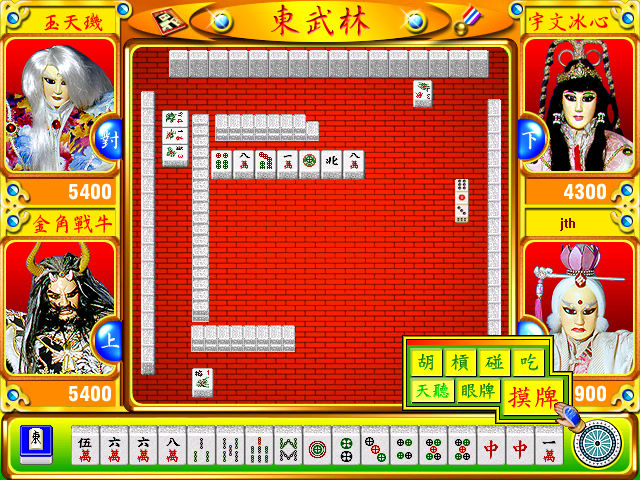 玉天璣
東武林
宇文冰心
對
下
5400
4300
八 一 北 八
萬 萬 萬
金角戰牛
jth
上
5400
900
胡 槓 碰 吃
天聽 眼牌 摸牌
東
伍 六 六 八 中 中 一
萬 萬 萬 萬 萬